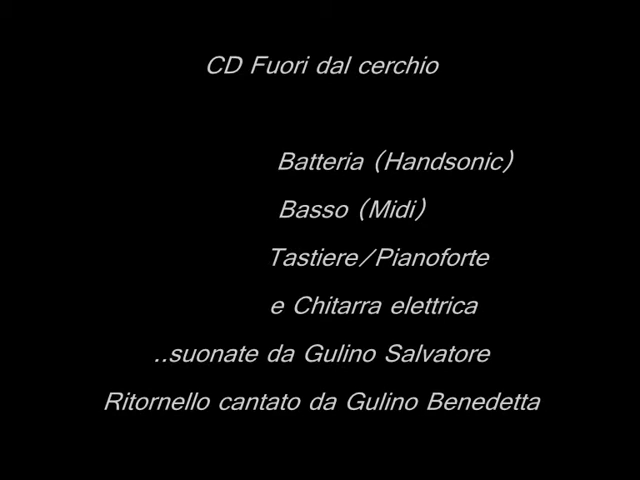 CD Fuori dal cerchio
Batteria (Handsonic)
Basso (Midi)
Tastiere/Pianoforte
e Chitarra elettrica
..suonate da Gulino Salvatore
Ritornello cantato da Gulino Benedetta